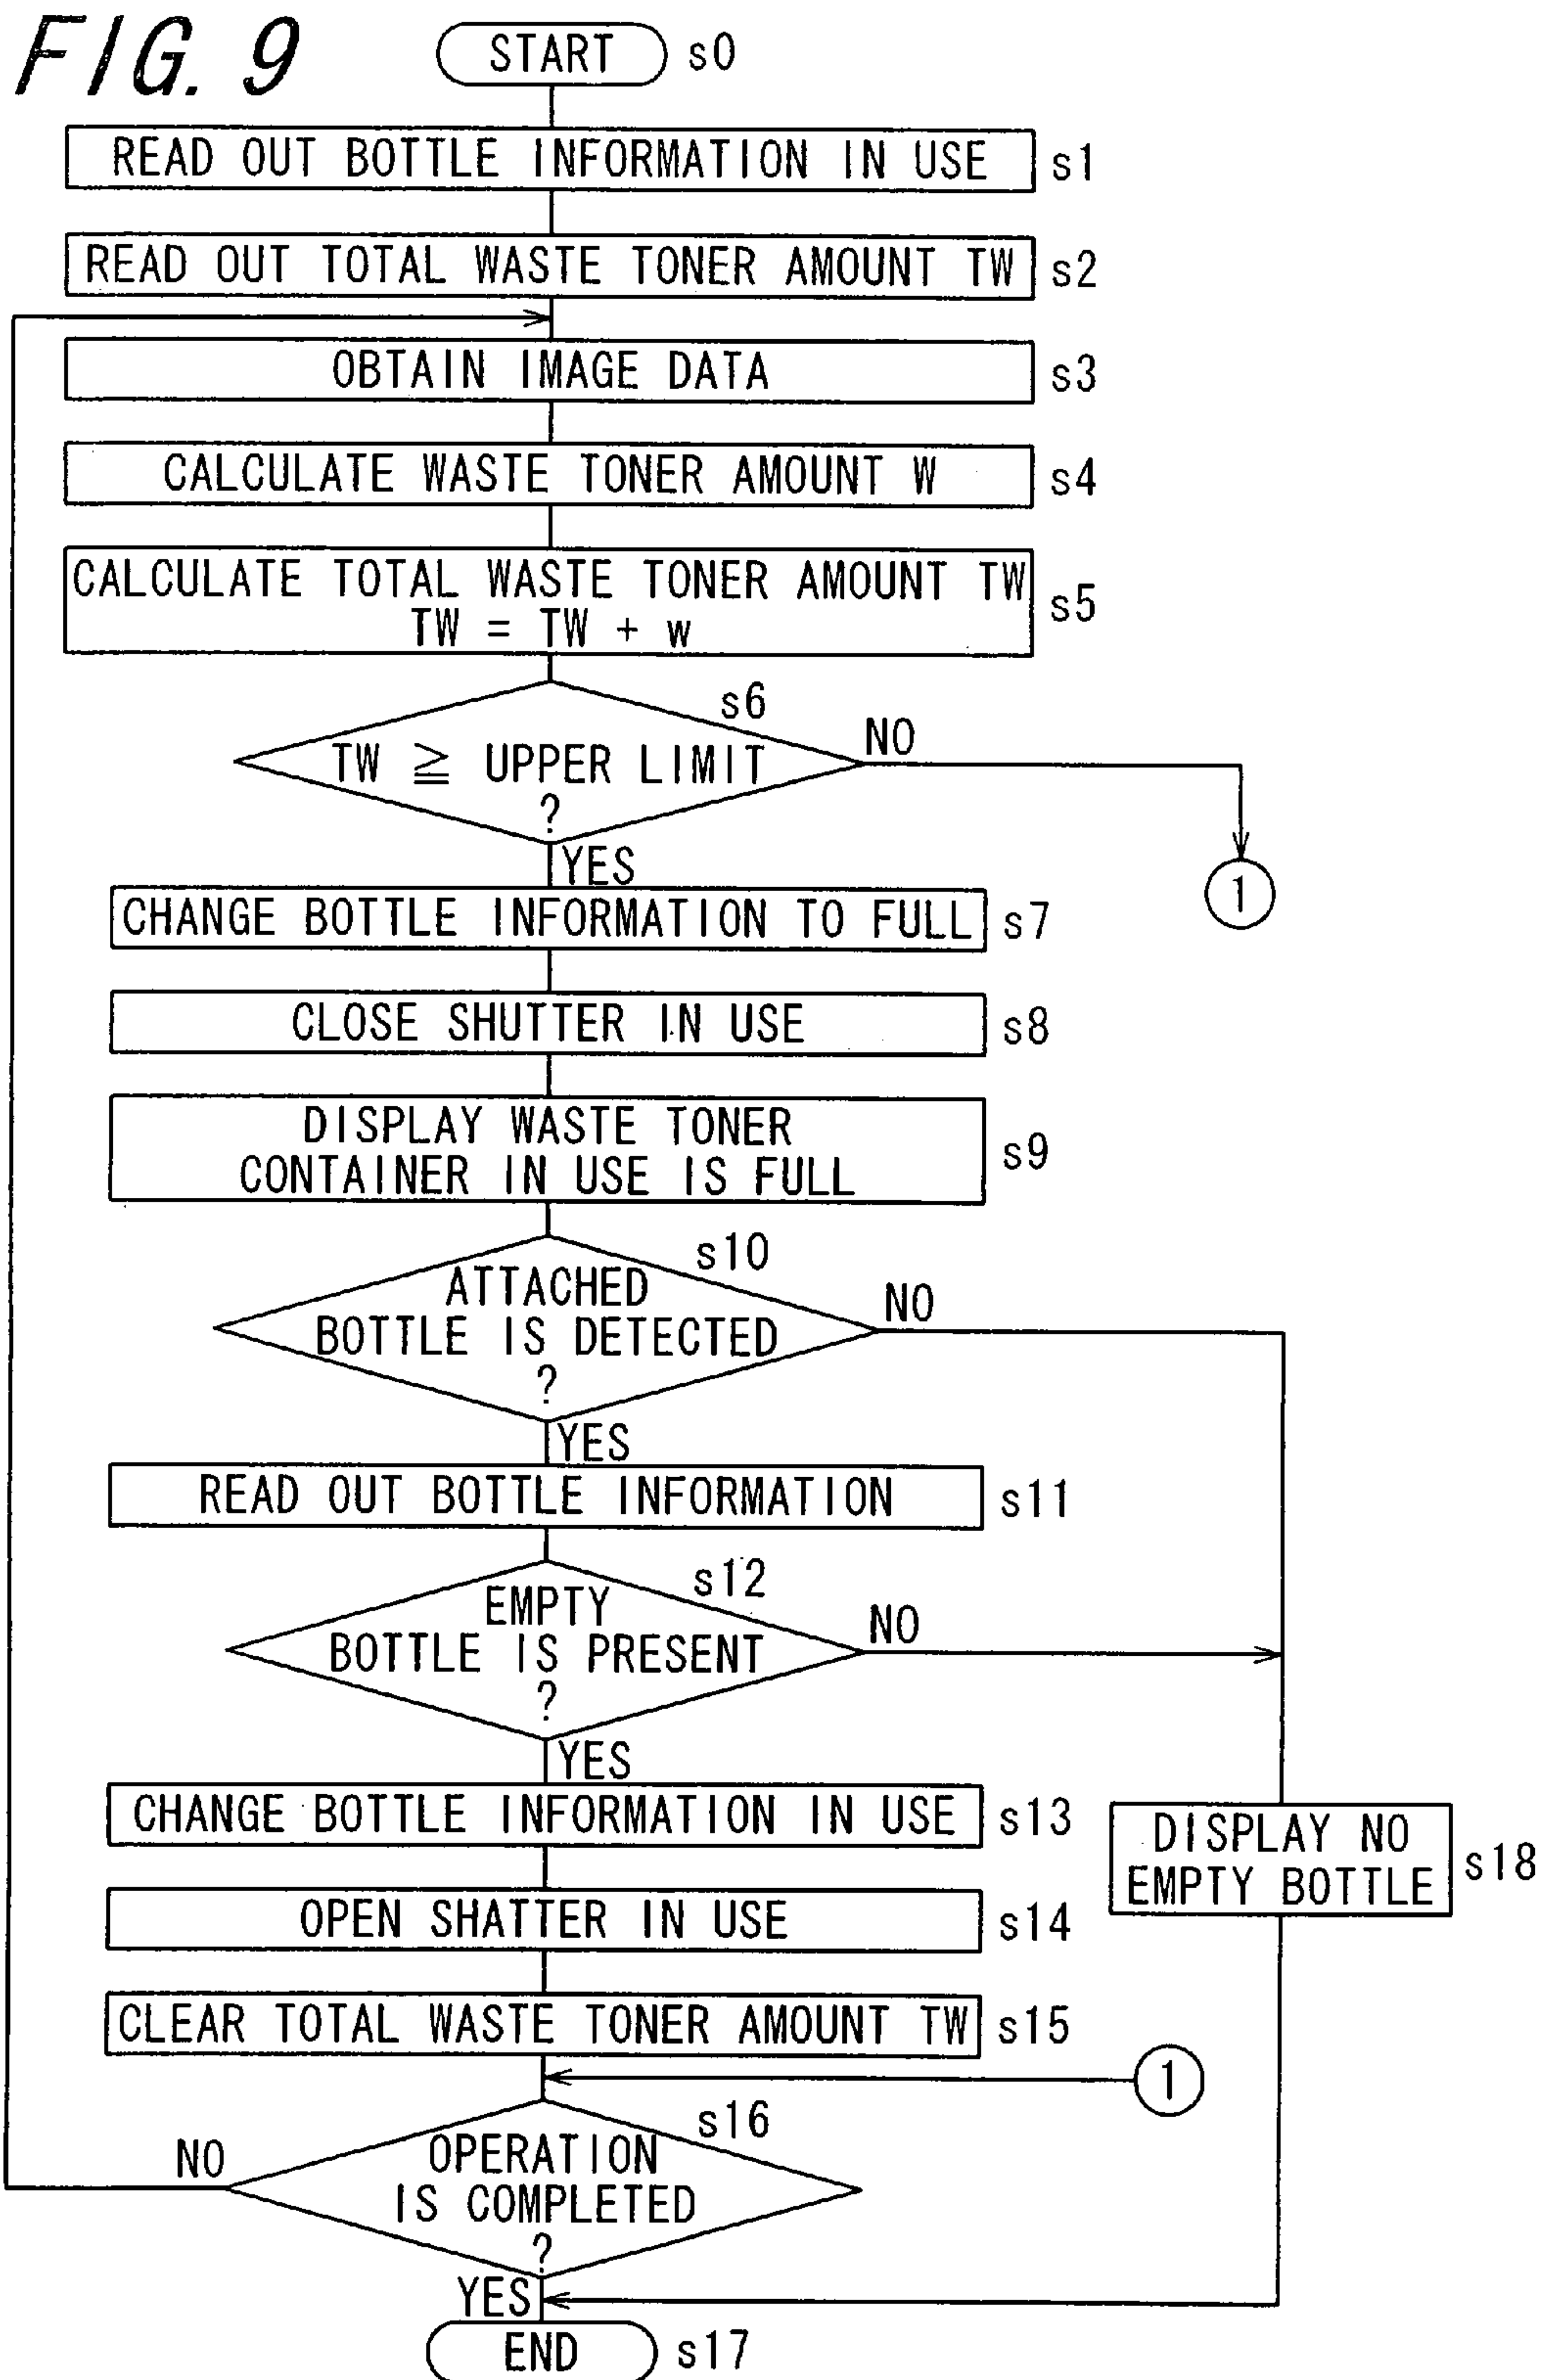 FIG. 9
START s0
READ OUT BOTTLE INFORMATION IN USE s1
READ OUT TOTAL WASTE TONER AMOUNT TW s2
OBTAIN IMAGE DATA s3
CALCULATE WASTE TONER AMOUNT W s4
CALCULATE TOTAL WASTE TONER AMOUNT TW
TW = TW + w
s5
s6
TW ≧ UPPER LIMIT
?
NO
1
YES
CHANGE BOTTLE INFORMATION TO FULL s7
CLOSE SHUTTER IN USE s8
DISPLAY WASTE TONER
CONTAINER IN USE IS FULL
s9
s10
ATTACHED
BOTTLE IS DETECTED
?
NO
YES
READ OUT BOTTLE INFORMATION s11
s12
EMPTY
BOTTLE IS PRESENT
?
NO
YES
CHANGE BOTTLE INFORMATION IN USE s13
DISPLAY NO
EMPTY BOTTLE
s18
OPEN SHATTER IN USE s14
CLEAR TOTAL WASTE TONER AMOUNT TW s15
1
s16
OPERATION
IS COMPLETED
?
NO
YES
END s17